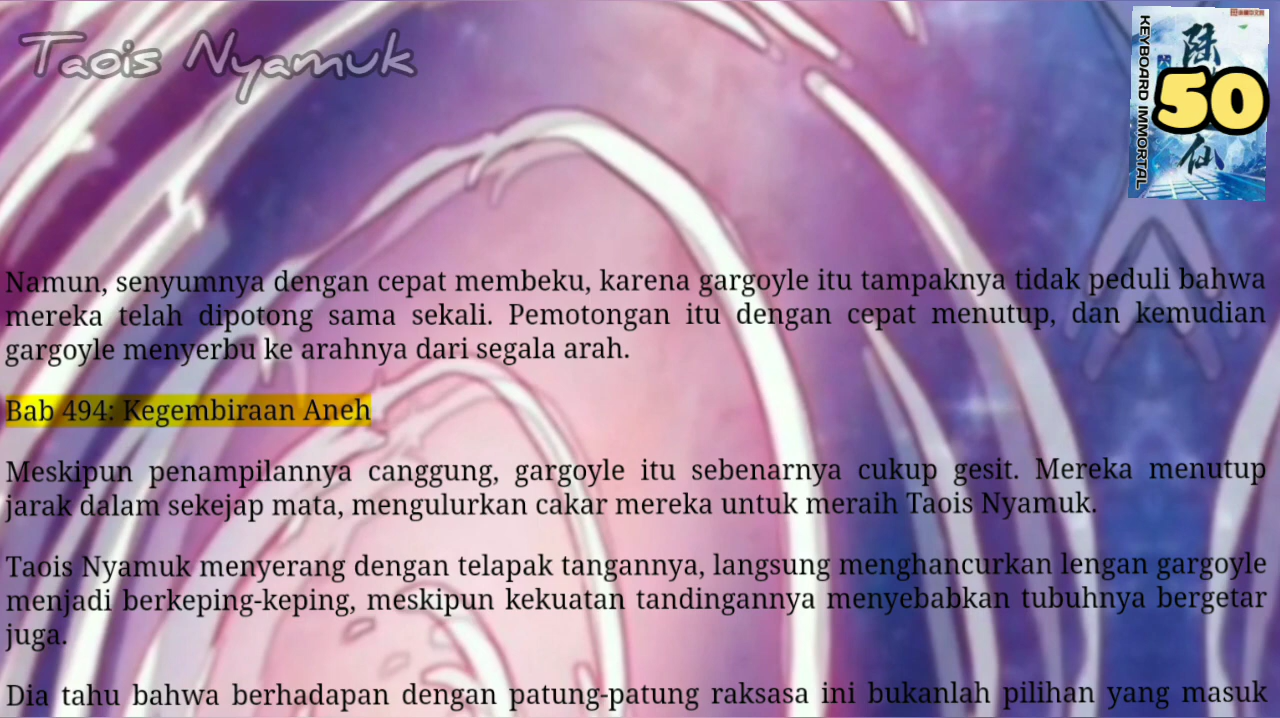 Taois Nyamuk
KEYBOARD IMMORTAL
50
Namun, senyumnya dengan cepat membeku, karena gargoyle itu tampaknya tidak peduli bahwa
mereka telah dipotong sama sekali. Pemotongan itu dengan cepat menutup, dan kemudian
gargoyle menyerbu ke arahnya dari segala arah.
Bab 494: Kegembiraan Aneh
Meskipun penampilannya canggung, gargoyle itu sebenarnya cukup gesit. Mereka menutup
jarak dalam sekejap mata, mengulurkan cakar mereka untuk meraih Taois Nyamuk.
Taois Nyamuk menyerang dengan telapak tangannya, langsung menghancurkan lengan gargoyle
menjadi berkeping-keping, meskipun kekuatan tandingannya menyebabkan tubuhnya bergetar
juga.
Dia tahu bahwa berhadapan dengan patung-patung raksasa ini bukanlah pilihan yang masuk